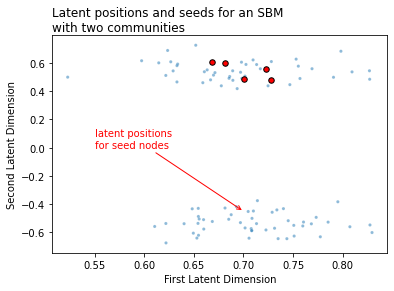 Latent positions and seeds for an SBM
with two communities
Second Latent Dimension
0.6
0.4
0.2
0.0
−0.2
−0.4
−0.6
latent positions
for seed nodes
0.55
0.60
0.65
0.70
0.75
0.80
First Latent Dimension